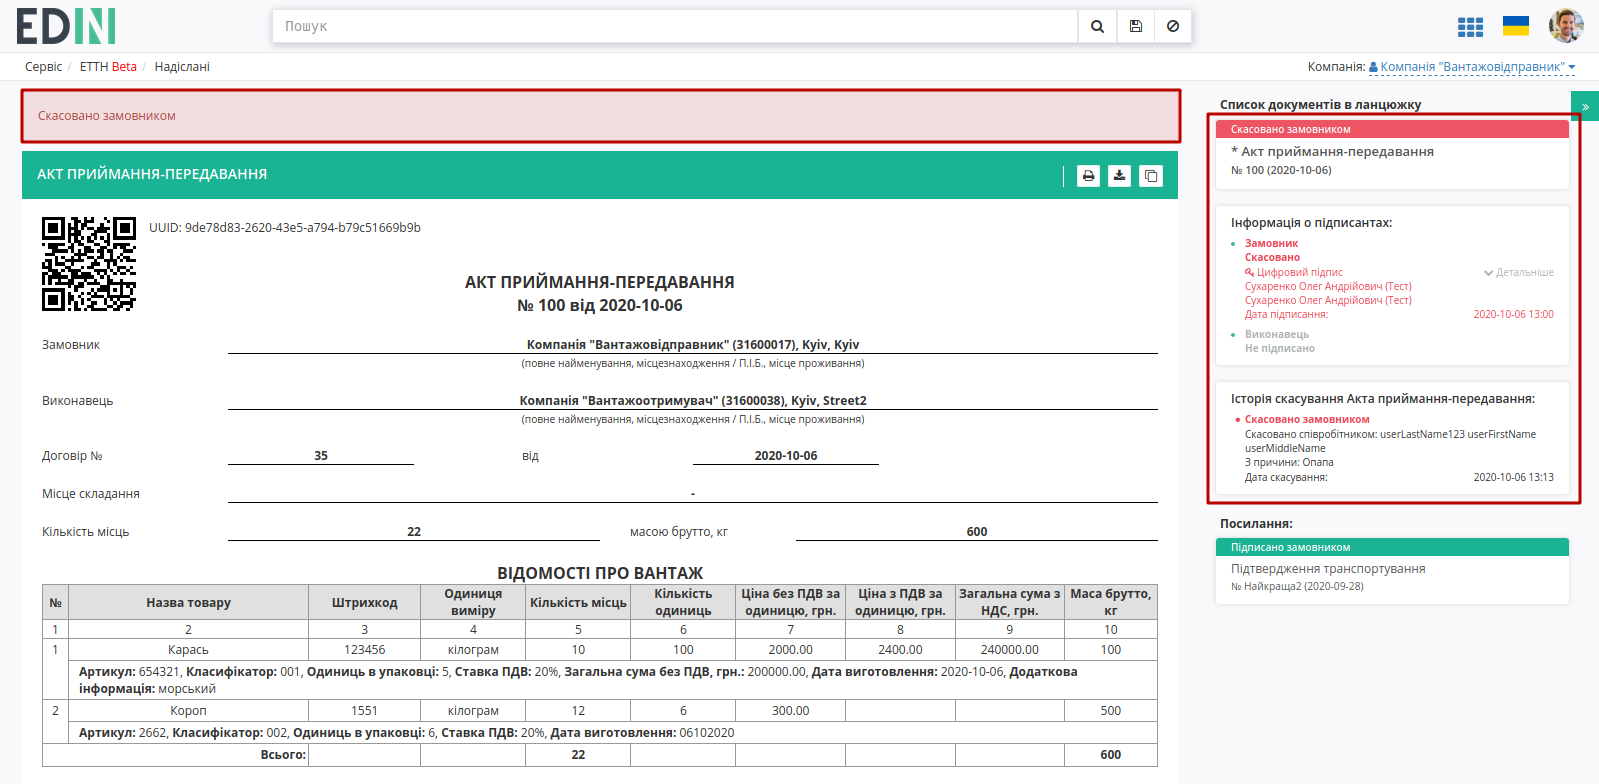 EDIN
Пошук
Сервіс / ЕТТН Beta / Надіслані
Компанія: Компанія "Вантажовідправник"
Скасовано замовником
АКТ ПРИЙМАННЯ-ПЕРЕДАВАННЯ
UUID: 9de78d83-2620-43e5-a794-b79c51669b9b
АКТ ПРИЙМАННЯ-ПЕРЕДАВАННЯ
№ 100 від 2020-10-06
Замовник Компанія "Вантажовідправник" (31600017), Kyiv, Kyiv
(повне найменування, місцезнаходження / П.І.Б., місце проживання)
Виконавець Компанія "Вантажоотримувач" (31600038), Kyiv, Street2
(повне найменування, місцезнаходження / П.І.Б., місце проживання)
Договір № 35 від 2020-10-06
Місце складання -
Кількість місць 22 масою брутто, кг 600
ВІДОМОСТІ ПРО ВАНТАЖ
№ Назва товару Штрихкод Одиниця виміру Кількість місць Кількість одиниць Ціна без ПДВ за одиницю, грн. Ціна з ПДВ за одиницю, грн. Загальна сума з НДС, грн. Маса брутто, кг
1 2 3 4 5 6 7 8 9 10
1 Карась 123456 кілограм 10 100 2000.00 2400.00 240000.00 100
Артикул: 654321, Класифікатор: 001, Одиниць в упаковці: 5, Ставка ПДВ: 20%, Загальна сума без ПДВ, грн.: 200000.00, Дата виготовлення: 2020-10-06, Додаткова
інформація: морський
2 Короп 1551 кілограм 12 6 300.00 500
Артикул: 2662, Класифікатор: 002, Одиниць в упаковці: 6, Ставка ПДВ: 20%, Дата виготовлення: 06102020
Всього: 22 600
Список документів в ланцюжку
»
Скасовано замовником
* Акт приймання-передавання
№ 100 (2020-10-06)
Інформація о підписантах:
Замовник
Скасовано
Цифровий підпис Детальніше
Сухаренко Олег Андрійович (Тест)
Сухаренко Олег Андрійович (Тест)
Дата підписання: 2020-10-06 13:00
Виконавець
Не підписано
Історія скасування Акта приймання-передавання:
Скасовано замовником
Скасовано співробітником: userLastName123 userFirstName
userMiddleName
З причини: Опапа
Дата скасування: 2020-10-06 13:13
Посилання:
Підписано замовником
Підтвердження транспортування
№ Найкраща2 (2020-09-28)